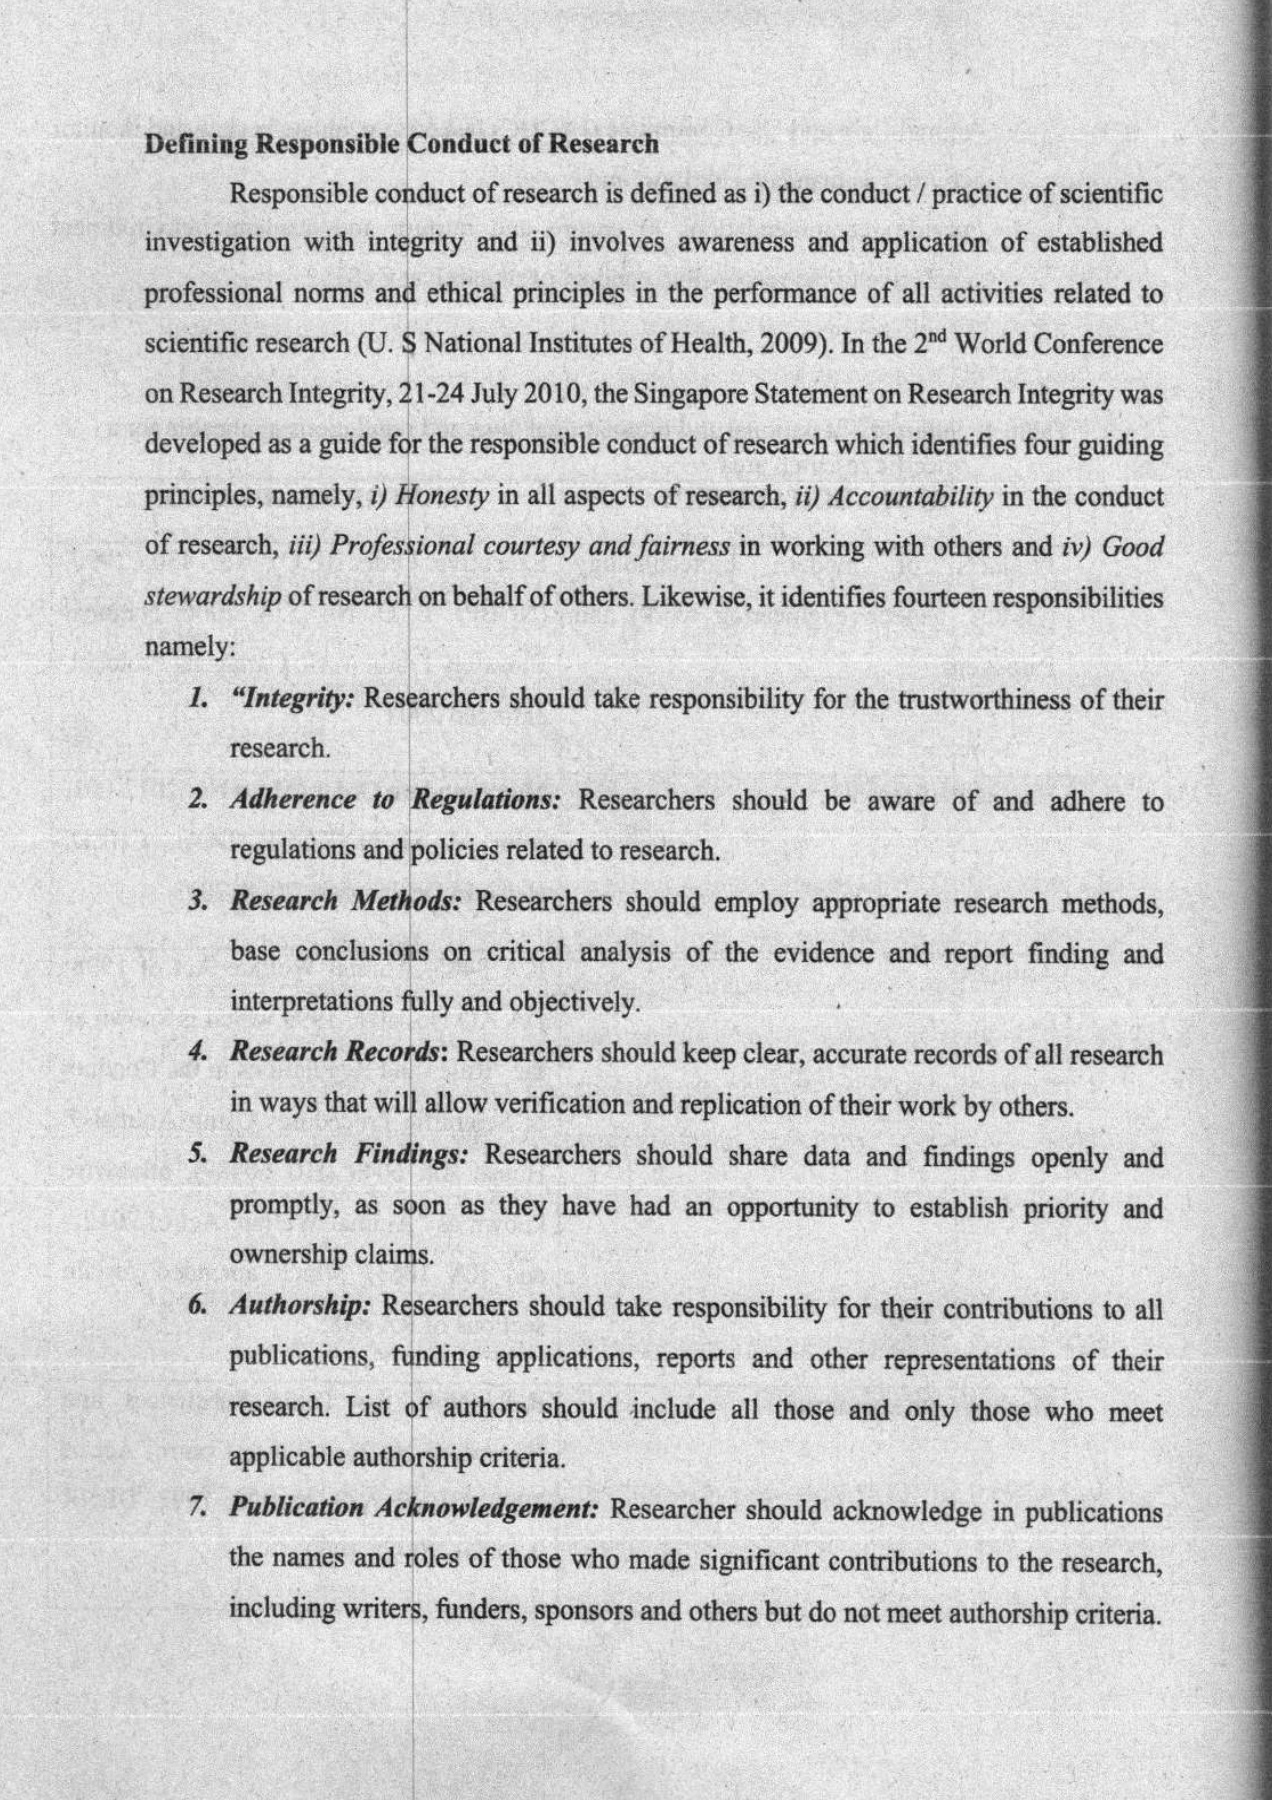 Defining Responsible Conduct of Research
Responsible conduct of research is defined as i) the conduct / practice of scientific
investigation with integrity and ii) involves awareness and application of established
professional norms and ethical principles in the performance of all activities related to
scientific research (U. S National Institutes of Health, 2009). In the 2nd World Conference
on Research Integrity, 21-24 July 2010, the Singapore Statement on Research Integrity was
developed as a guide for the responsible conduct of research which identifies four guiding
principles, namely, i) Honesty in all aspects of research, ii) Accountability in the conduct
of research, iii) Professional courtesy and fairness in working with others and iv) Good
stewardship of research on behalf of others. Likewise, it identifies fourteen responsibilities
namely:
1. “Integrity: Researchers should take responsibility for the trustworthiness of their
research.
2. Adherence to Regulations: Researchers should be aware of and adhere to
regulations and policies related to research.
3. Research Methods: Researchers should employ appropriate research methods,
base conclusions on critical analysis of the evidence and report finding and
interpretations fully and objectively.
4. Research Records: Researchers should keep clear, accurate records of all research
in ways that will allow verification and replication of their work by others.
5. Research Findings: Researchers should share data and findings openly and
promptly, as soon as they have had an opportunity to establish priority and
ownership claims.
6. Authorship: Researchers should take responsibility for their contributions to all
publications, funding applications, reports and other representations of their
research. List of authors should include all those and only those who meet
applicable authorship criteria.
7. Publication Acknowledgement: Researcher should acknowledge in publications
the names and roles of those who made significant contributions to the research,
including writers, funders, sponsors and others but do not meet authorship criteria.